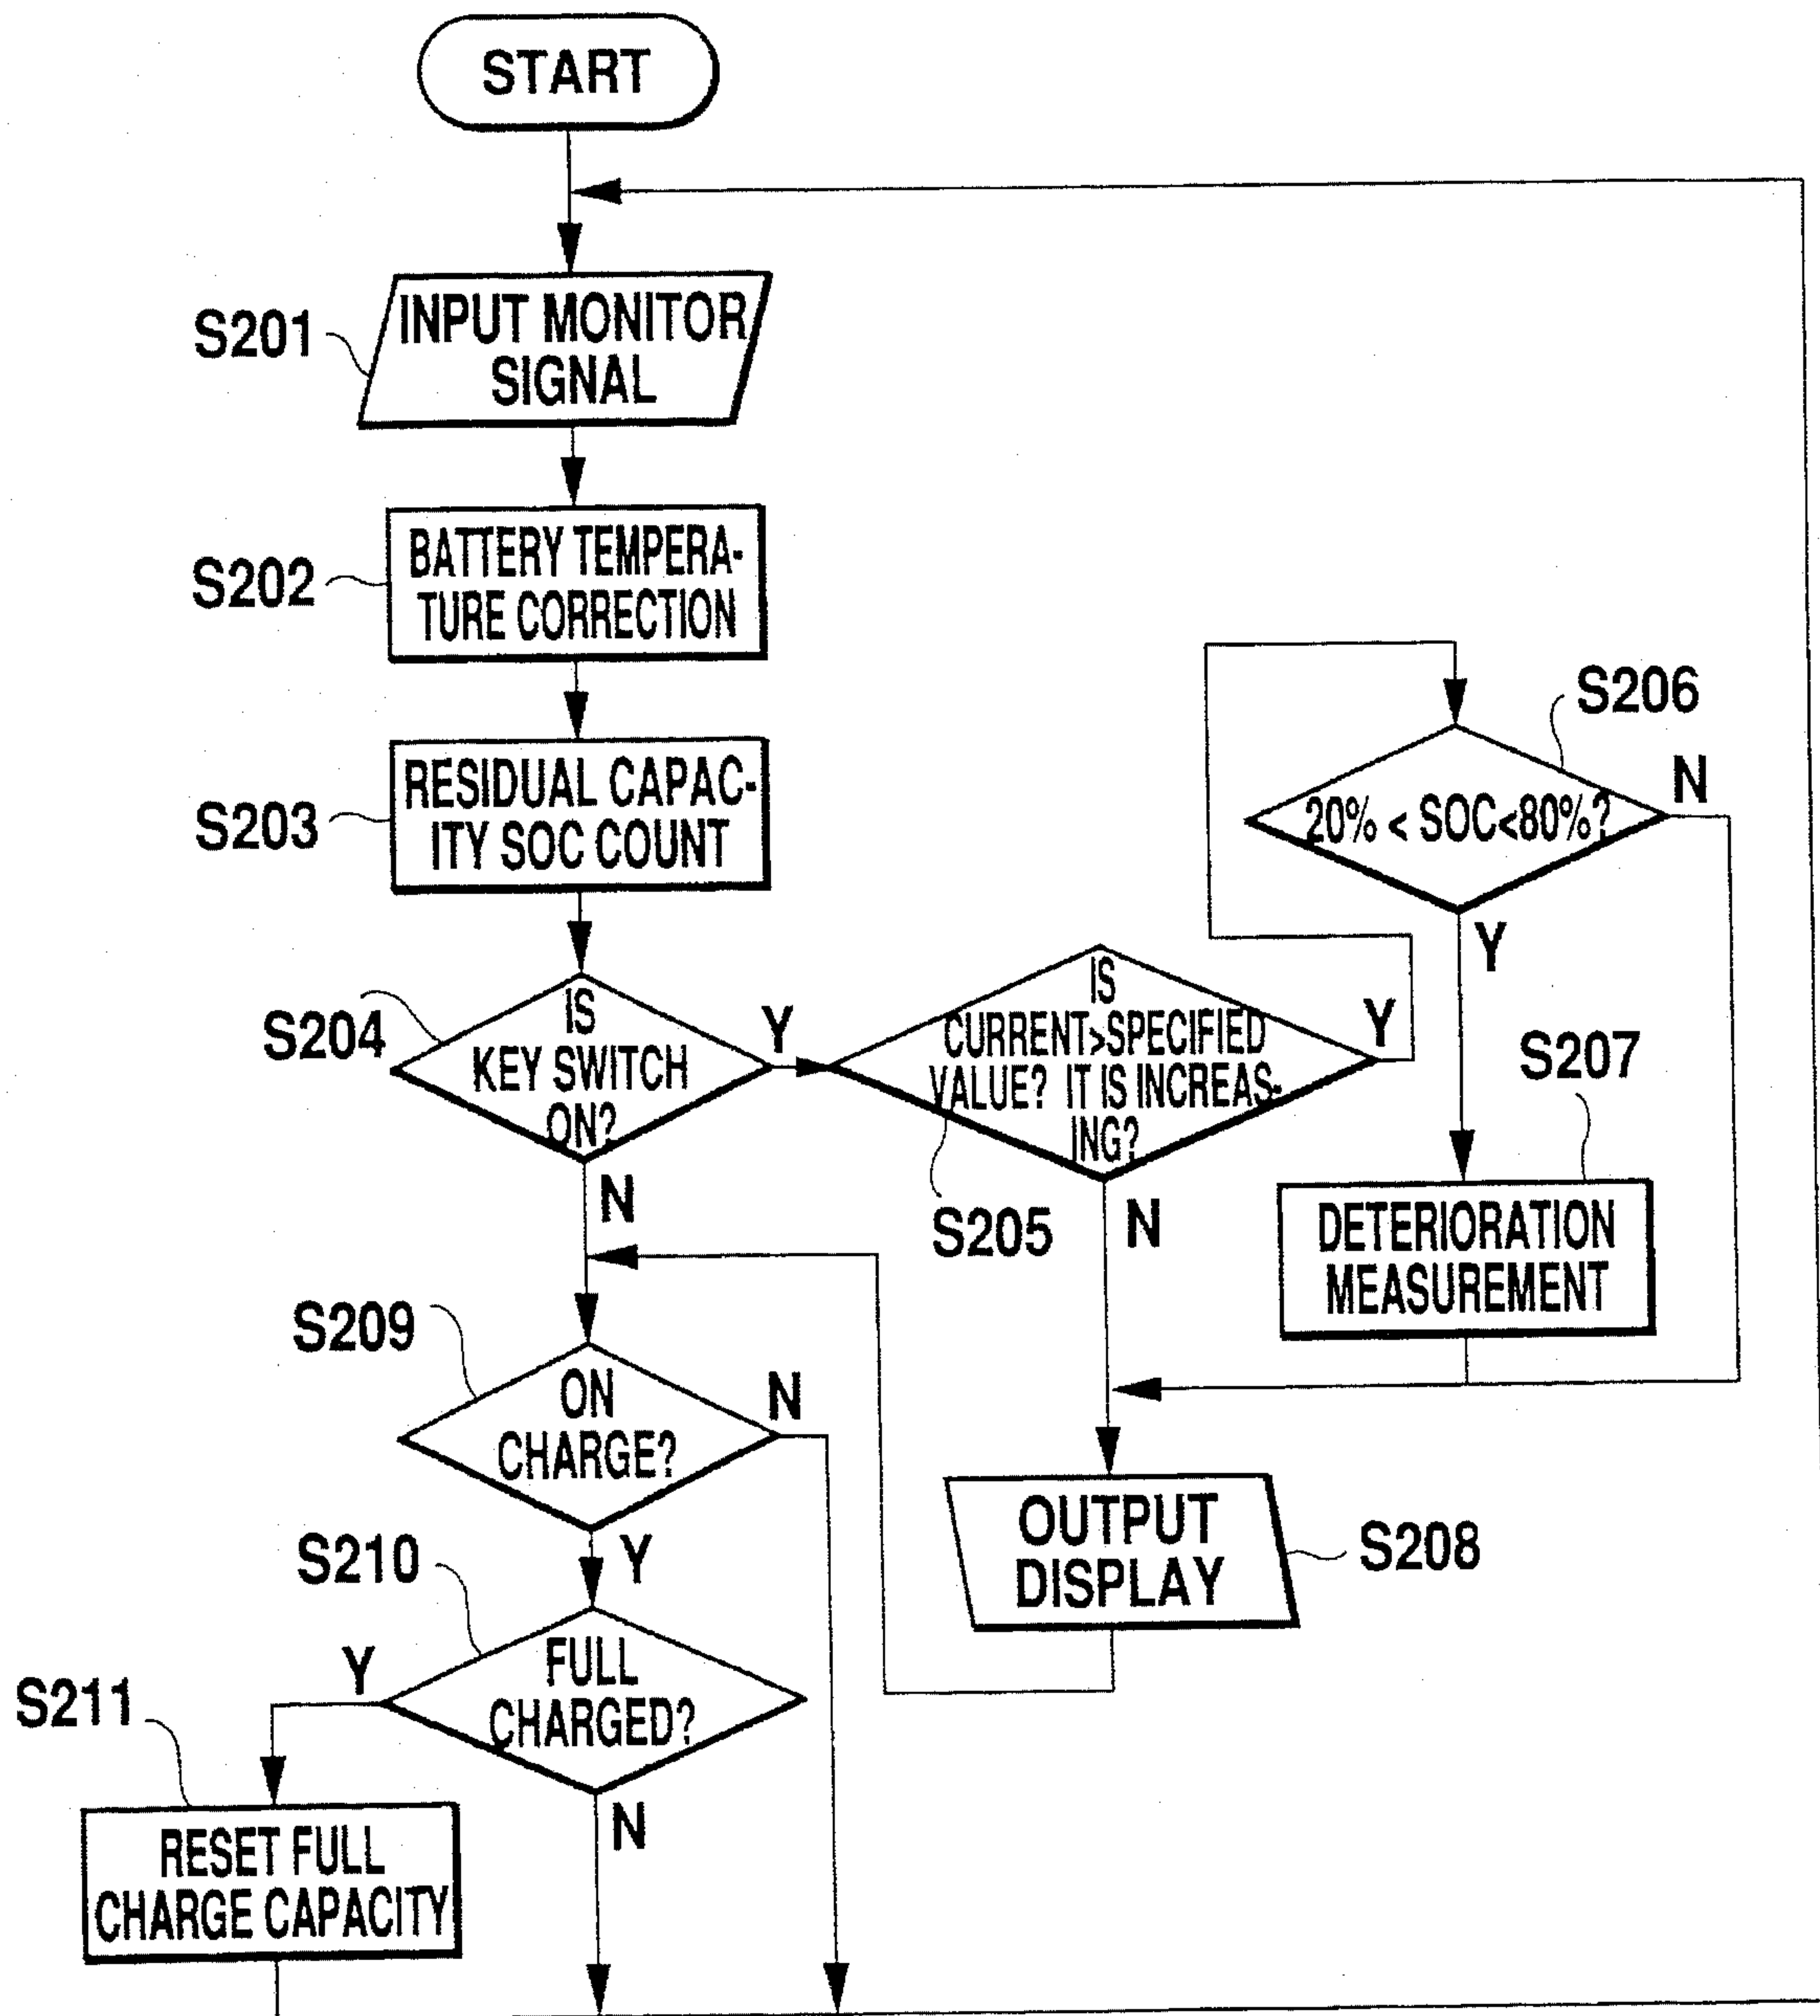 START
S201
INPUT MONITOR
SIGNAL
S202
BATTERY TEMPERA-
TURE CORRECTION
S203
RESIDUAL CAPAC-
ITY SOC COUNT
S204
IS
KEY SWITCH
ON?
Y
N
IS
CURRENT>SPECIFIED
VALUE? IT IS INCREAS-
ING?
S205
Y
N
S206
20% < SOC<80%?
N
Y
S207
DETERIORATION
MEASUREMENT
OUTPUT
DISPLAY
S208
S209
ON
CHARGE?
N
Y
S210
FULL
CHARGED?
Y
N
S211
RESET FULL
CHARGE CAPACITY